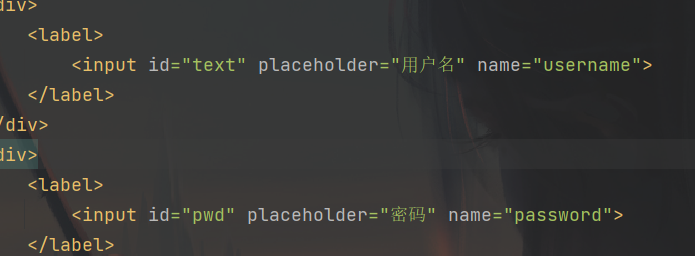 div>
<label>
<input id="text" placeholder="用户名" name="username">
</label>
/div>
div>
<label>
<input id="pwd" placeholder="密码" name="password">
</label>